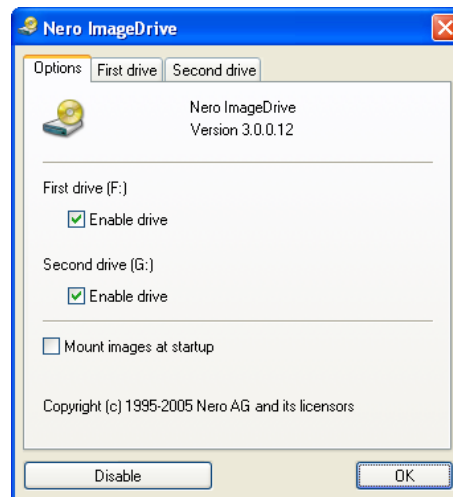 Nero ImageDrive
Options First drive Second drive
Nero ImageDrive
Version 3.0.0.12
First drive (F:)
Enable drive
Second drive (G:)
Enable drive
Mount images at startup
Copyright (c) 1995-2005 Nero AG and its licensors
Disable OK